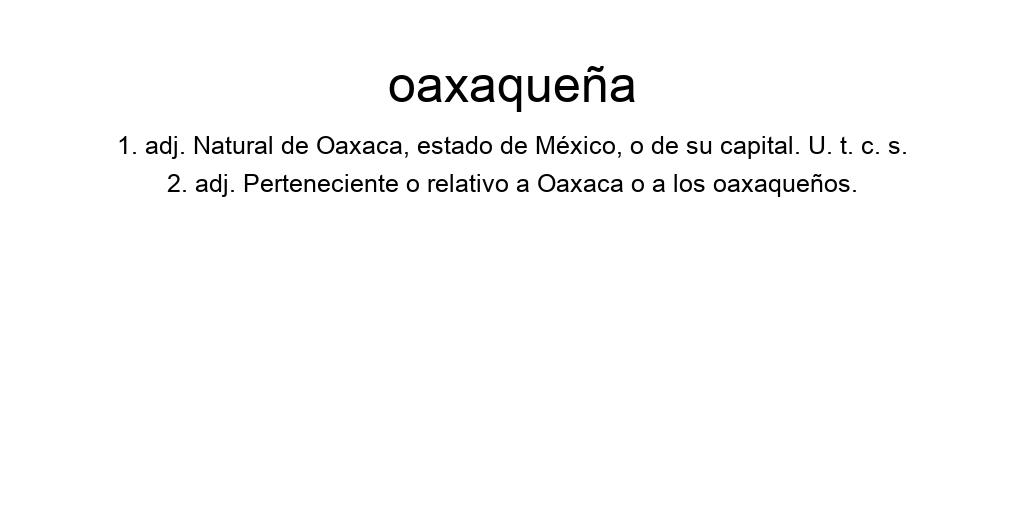 oaxaqueña
1. adj. Natural de Oaxaca, estado de México, o de su capital. U. t. c. s.
2. adj. Perteneciente o relativo a Oaxaca o a los oaxaqueños.